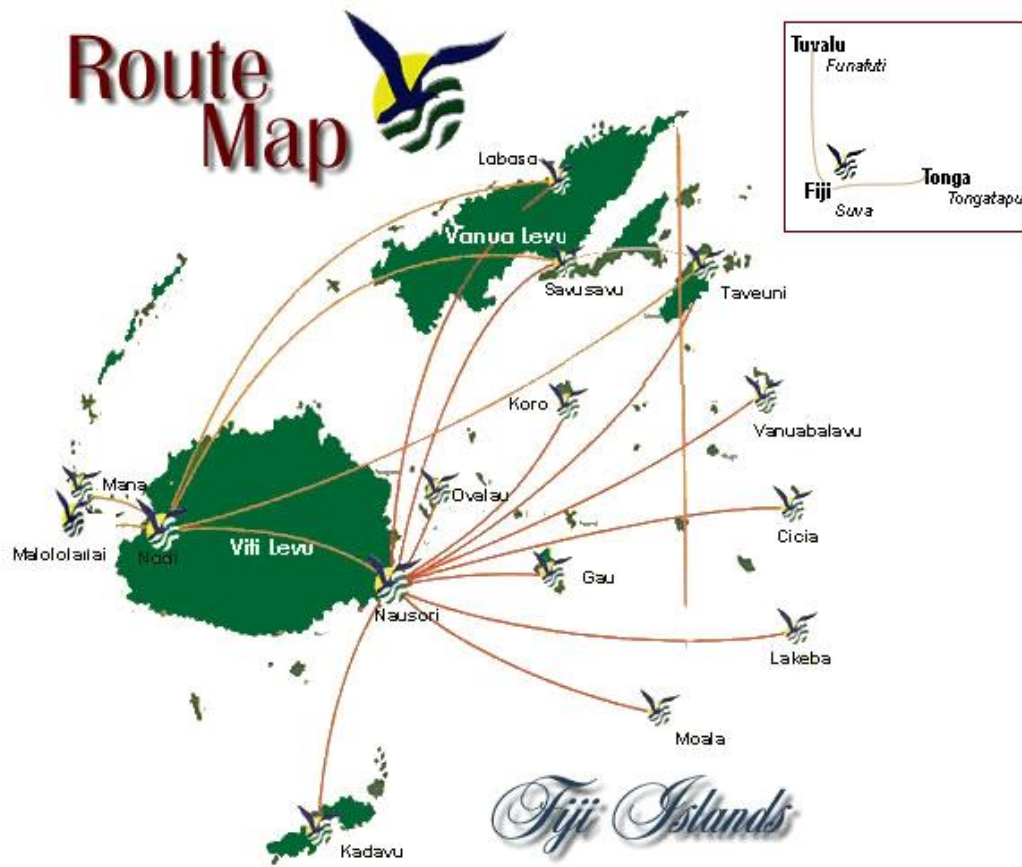 Route
Map
Tuvalu
Funafuti
Fiji
Suva
Tonga
Tongatapu
Labasa
Vanua Levu
Savusavu
Taveuni
Koro
Vanuabalavu
Mana
Ovalau
Malololailai
Nadi
Viti Levu
Cicia
Gau
Nausori
Lakeba
Moala
Fiji Islands
Kadavu